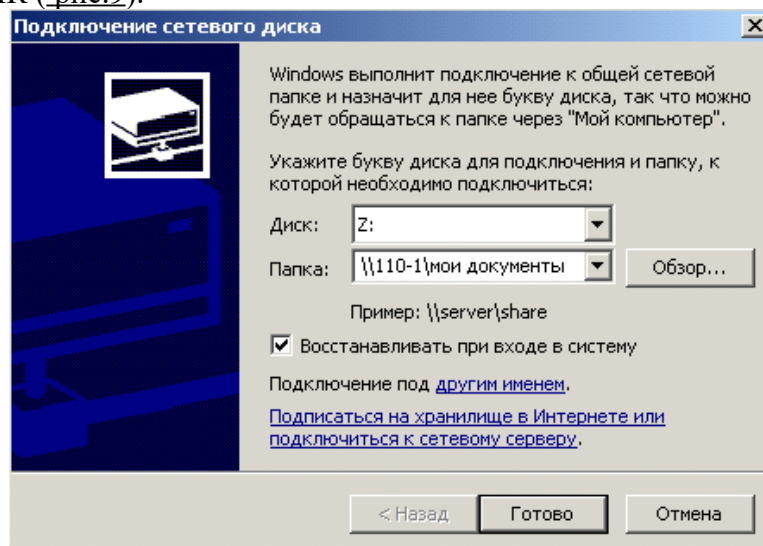 (рис.9).
Подключение сетевого диска
Windows выполнит подключение к общей сетевой
папке и назначит для нее букву диска, так что можно
будет обращаться к папке через "Мой компьютер".
Укажите букву диска для подключения и папку, к
которой необходимо подключиться:
Диск: Z:
Папка: \\110-1\мои документы Обзор...
Пример: \\server\share
Восстанавливать при входе в систему
Подключение под другим именем.
Подписаться на хранилище в Интернете или
подключиться к сетевому серверу.
< Назад Готово Отмена